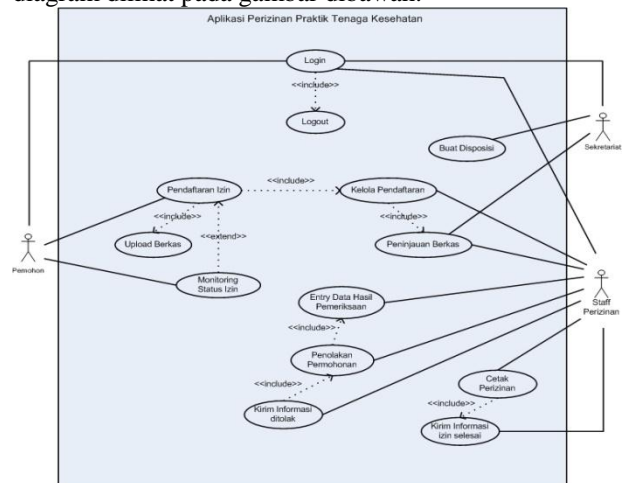 diagram dilihat pada gambar dibawah:
Aplikasi Perizinan Praktik Tenaga Kesehatan
Login
<<include>>
Logout
Sekretariat
Buat Disposisi
<<include>>
Pendaftaran Izin
Kelola Pendaftaran
<<include>>
<<include>>
<<extend>>
Upload Berkas
Peninjauan Berkas
Pemohon
Monitoring
Status Izin
Entry Data Hasil
Pemeriksaan
Staff
Perizinan
<<include>>
Penolakan
Permohonan
<<include>>
Cetak
Perizinan
<<include>>
Kirim Informasi
ditolak
Kirim Informasi
izin selesai